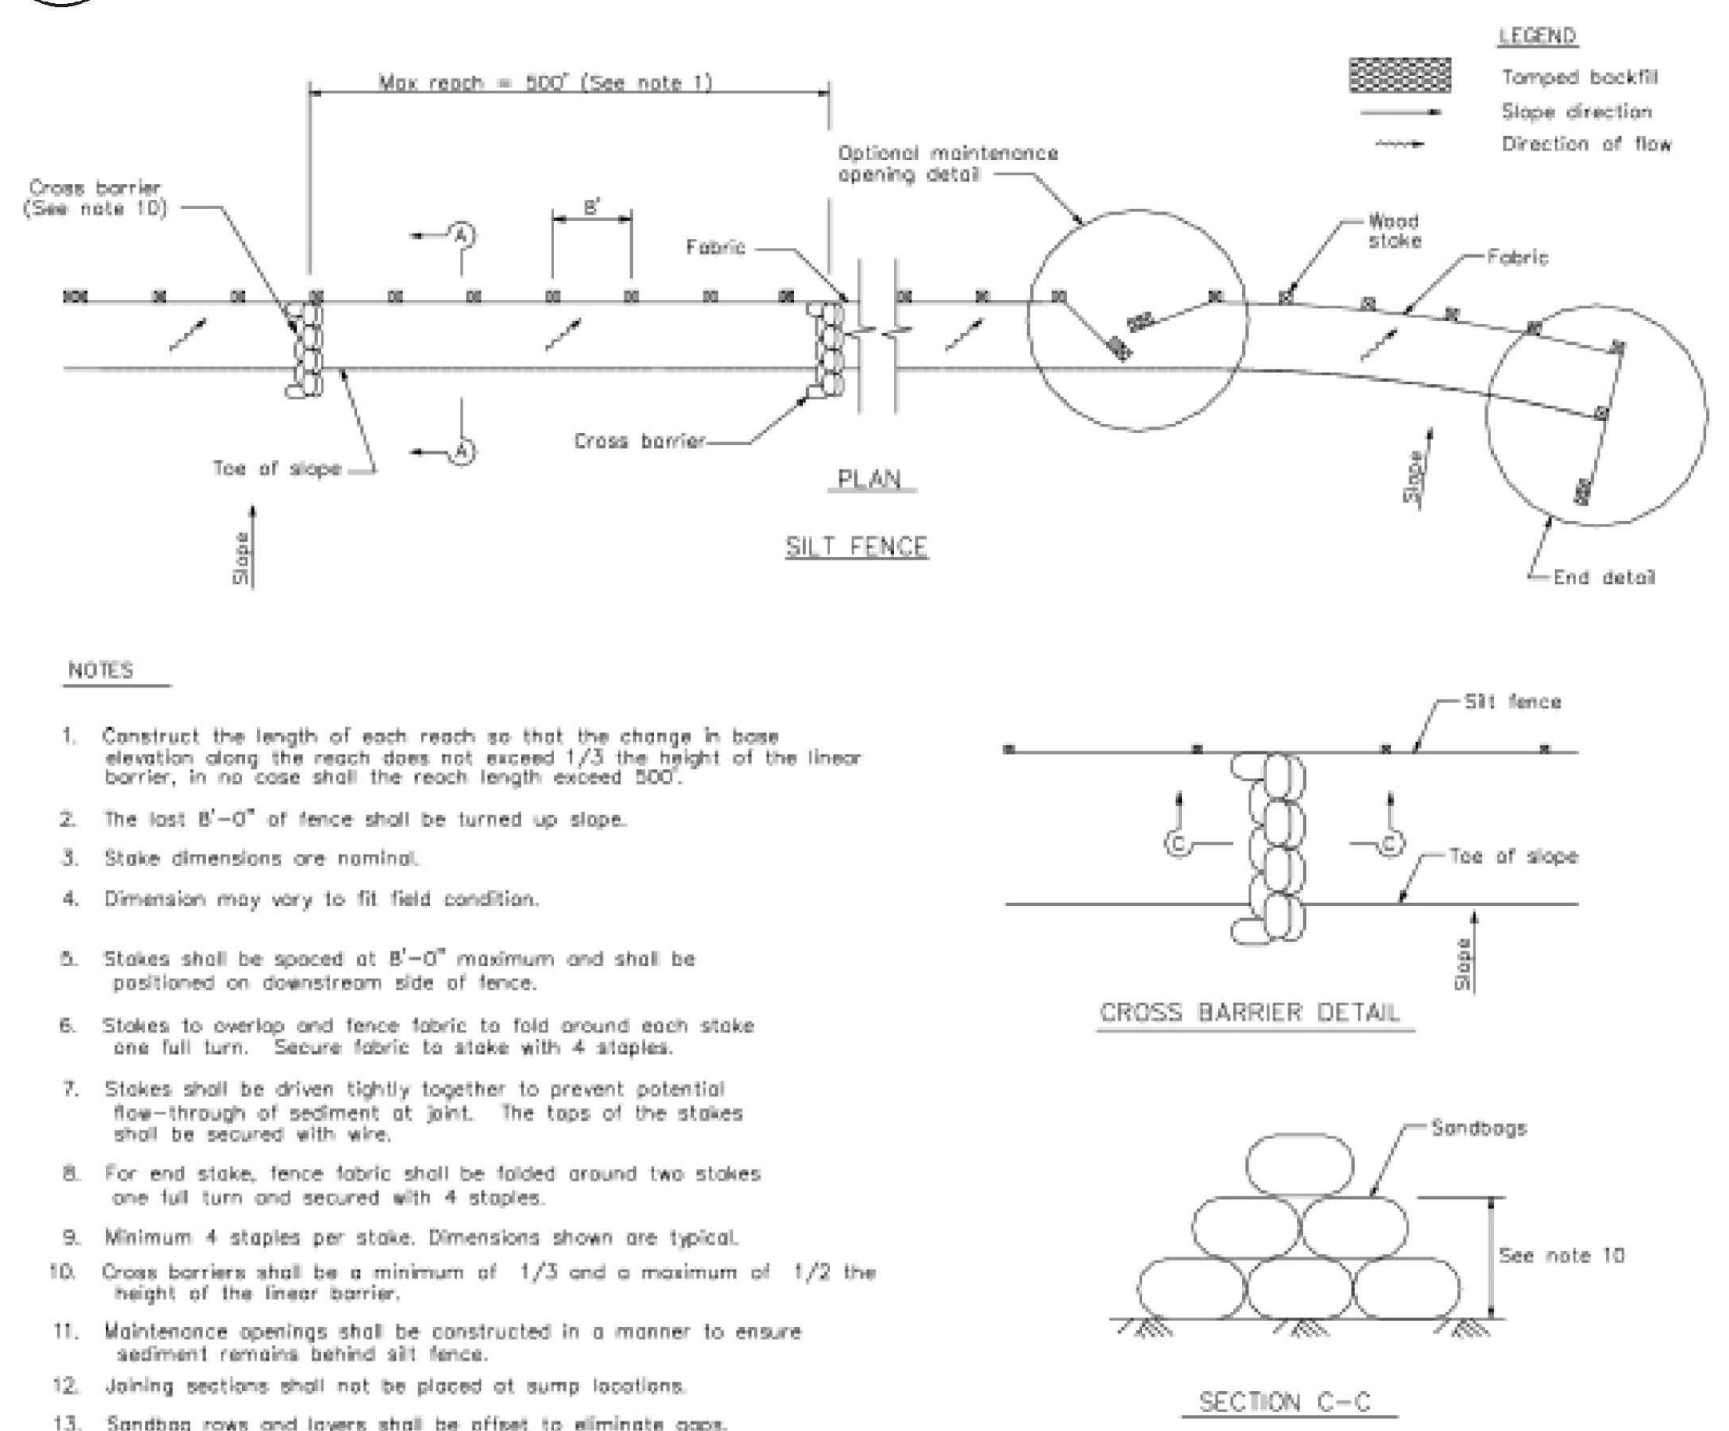 LEGEND
Tamped backfill
Slope direction
Direction of flow
Max reach = 500' (See note 1)
Optional maintenance
opening detail
Cross barrier
(See note 10)
8'
A
Fabric
Wood
stake
Fabric
Cross barrier
A
Toe of slope
PLAN
Slope
SILT FENCE
Slope
End detail
NOTES
1. Construct the length of each reach so that the change in base
elevation along the reach does not exceed 1/3 the height of the linear
barrier, in no case shall the reach length exceed 500'.
2. The last 8'-0" of fence shall be turned up slope.
3. Stake dimensions are nominal.
4. Dimension may vary to fit field condition.
5. Stakes shall be spaced at 8'-0" maximum and shall be
positioned on downstream side of fence.
6. Stakes to overlap and fence fabric to fold around each stake
one full turn. Secure fabric to stake with 4 staples.
7. Stakes shall be driven tightly together to prevent potential
flow-through of sediment at joint. The tops of the stakes
shall be secured with wire.
8. For end stake, fence fabric shall be folded around two stakes
one full turn and secured with 4 staples.
9. Minimum 4 staples per stake. Dimensions shown are typical.
10. Cross barriers shall be a minimum of 1/3 and a maximum of 1/2 the
height of the linear barrier.
11. Maintenance openings shall be constructed in a manner to ensure
sediment remains behind silt fence.
12. Joining sections shall not be placed at sump locations.
13. Sandbag rows and layers shall be offset to eliminate gaps.
Silt fence
C
C
Toe of slope
Slope
CROSS BARRIER DETAIL
Sandbags
See note 10
SECTION C-C